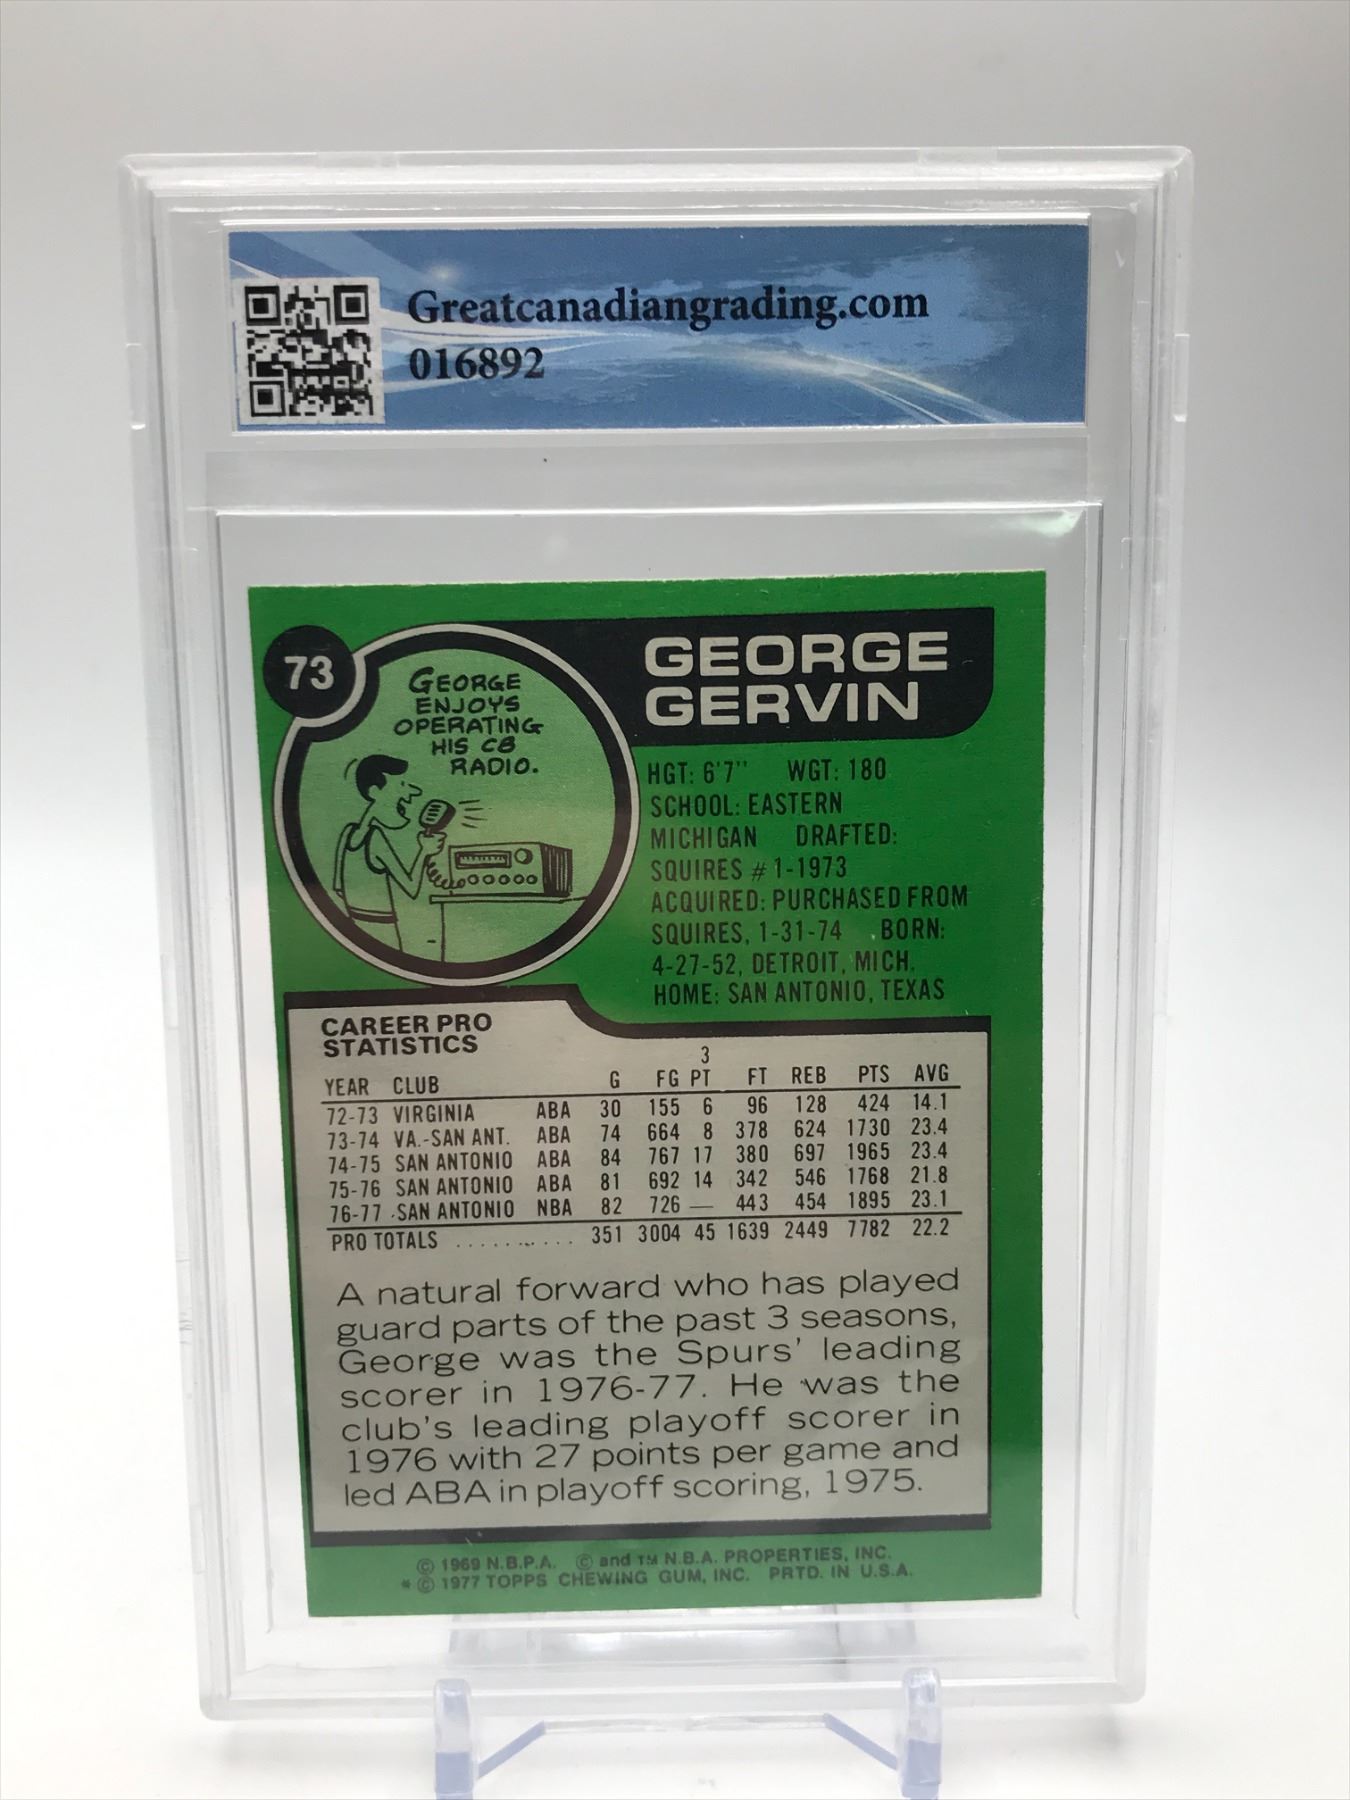 Greatcanadiangrading.com
016892
73
GEORGE
ENJOYS
OPERATING
HIS CB
RADIO.
GEORGE
GERVIN
HGT: 6'7" WGT: 180
SCHOOL: EASTERN
MICHIGAN DRAFTED:
SQUIRES #1-1973
ACQUIRED: PURCHASED FROM
SQUIRES, 1-31-74 BORN:
4-27-52, DETROIT, MICH.
HOME: SAN ANTONIO, TEXAS
CAREER PRO
STATISTICS
3
YEAR CLUB G FG PT FT REB PTS AVG
72-73 VIRGINIA ABA 30 155 6 96 128 424 14.1
73-74 VA.-SAN ANT. ABA 74 664 8 378 624 1730 23.4
74-75 SAN ANTONIO ABA 84 767 17 380 697 1965 23.4
75-76 SAN ANTONIO ABA 81 692 14 342 546 1768 21.8
76-77 SAN ANTONIO NBA 82 726 — 443 454 1895 23.1
PRO TOTALS .......... 351 3004 45 1639 2449 7782 22.2
A natural forward who has played
guard parts of the past 3 seasons,
George was the Spurs' leading
scorer in 1976-77. He was the
club's leading playoff scorer in
1976 with 27 points per game and
led ABA in playoff scoring, 1975.
© 1969 N.B.P.A. © and TM N.B.A. PROPERTIES, INC.
* © 1977 TOPPS CHEWING GUM, INC. PRTD. IN U.S.A.